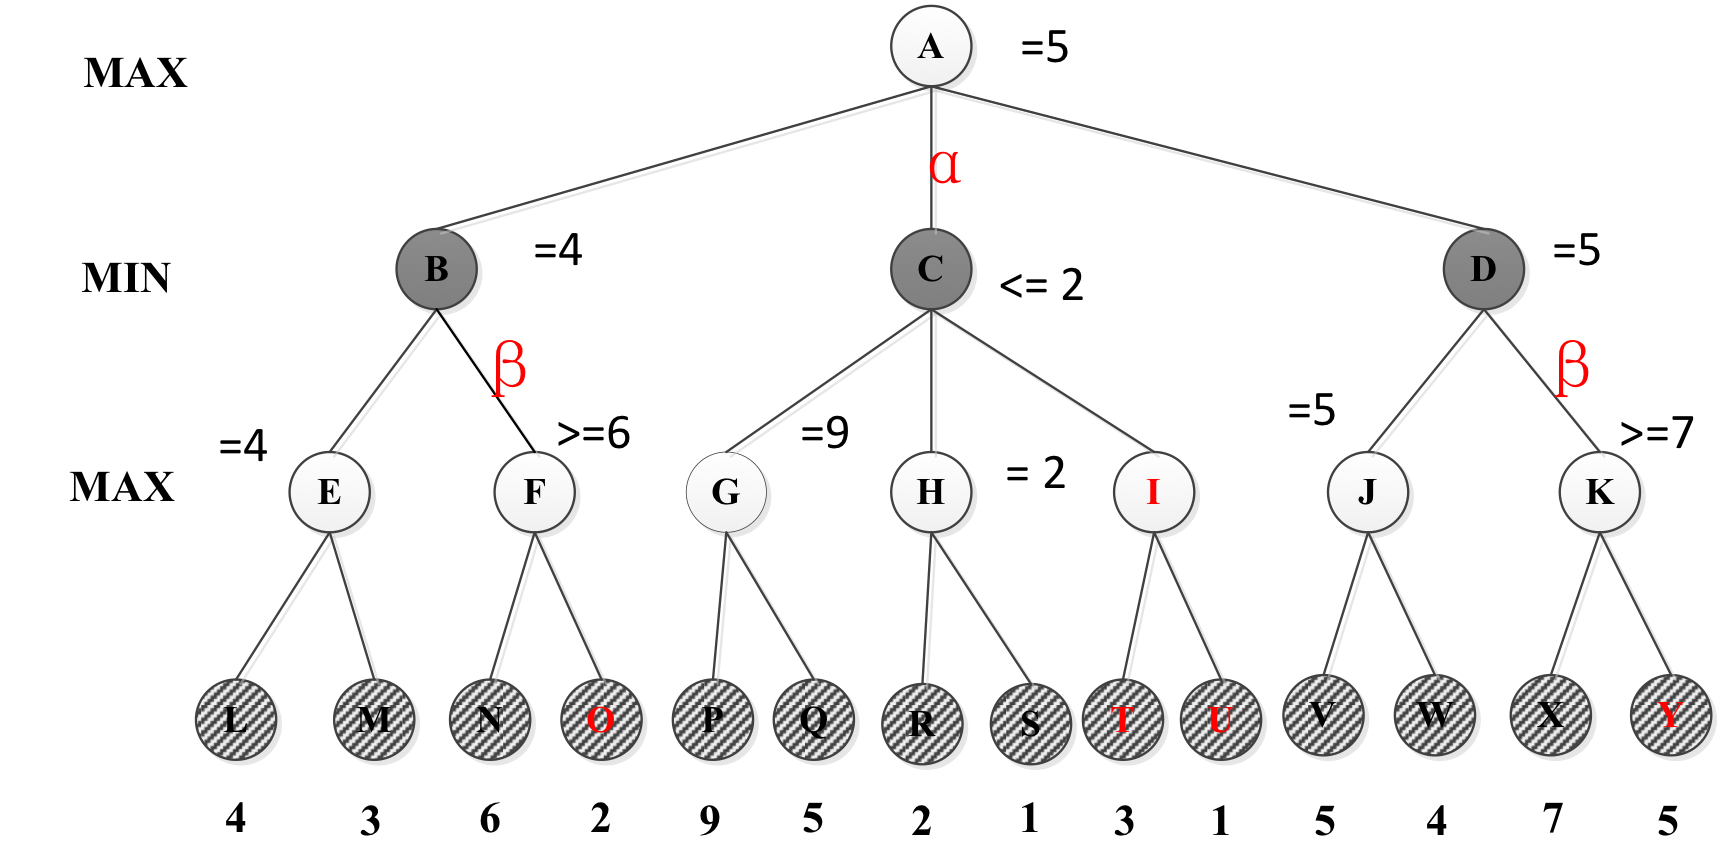 MAX A =5
α
MIN B =4 C <= 2 D =5
β β
MAX =4 E F >=6 G =9 H = 2 I =5 J K >=7
L M N O P Q R S T U V W X Y
4 3 6 2 9 5 2 1 3 1 5 4 7 5